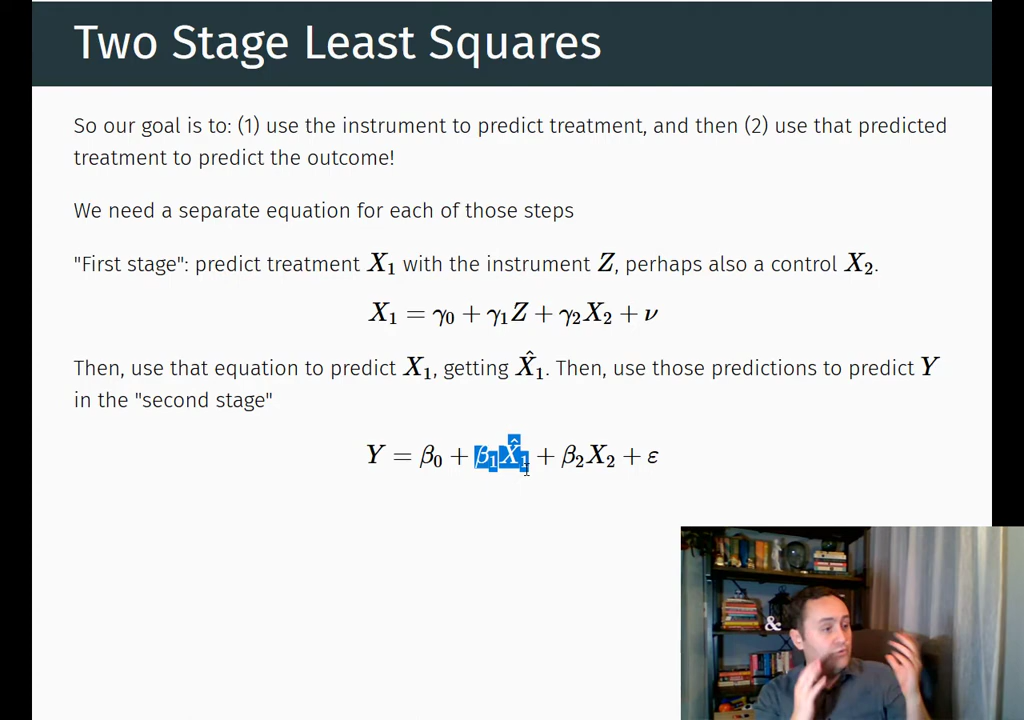 Two Stage Least Squares
So our goal is to: (1) use the instrument to predict treatment, and then (2) use that predicted
treatment to predict the outcome!
We need a separate equation for each of those steps
"First stage": predict treatment X₁ with the instrument Z, perhaps also a control X₂.
X₁ = γ₀ + γ₁Z + γ₂X₂ + ν
Then, use that equation to predict X₁, getting X̂₁. Then, use those predictions to predict Y
in the "second stage"
Y = β₀ + β₁X̂₁ + β₂X₂ + ε
&